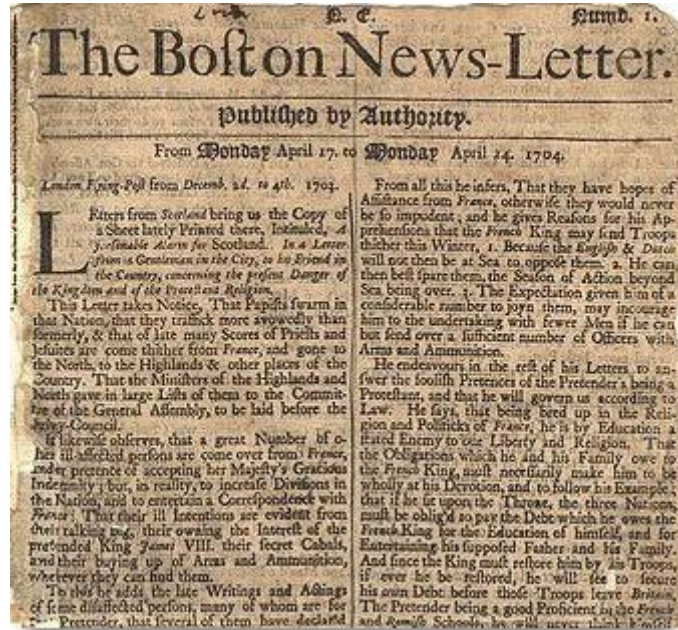 N. E.
Numb. 1.
The Boſton News-Letter.
Publiſhed by Authority.
From Monday April 17. to Monday April 24. 1704.
London Flying-Poſt from Decemb. 2d. to 4th. 1703.
LEtters from Scotland bring us the Copy of
a Sheet lately Printed there, Intituled, A
ſeaſonable Alarm for Scotland. In a Letter
from a Gentleman in the City, to his Friend in
the Country, concerning the preſent Danger of
the Kingdom and of the Proteſtant Religion.
This Letter takes Notice, That Papiſts ſwarm in
that Nation, that they traffick more avowedly than
formerly, & that of late many Scores of Prieſts and
Jeſuites are come thither from France, and gone to
the North, to the Highlands & other places of the
Country. That the Miniſters of the Highlands and
North gave in large Liſts of them to the Commit-
tee of the General Aſſembly, to be laid before the
Privy-Council.
It likewiſe obſerves, that a great Number of o-
ther ill-affected perſons are come over from France,
under pretence of accepting her Majeſty's Gracious
Indemnity; but, in reality, to increaſe Diviſions in
the Nation, and to entertain a Correſpondence with
France: That their ill Intentions are evident from
their talking big, their owning the Intereſt of the
pretended King James VIII. their ſecret Cabals,
and their buying up of Arms and Ammunition,
wherever they can find them.
To this he adds the late Writings and Actings
of ſome diſaffected perſons, many of whom are for
Pretender, that ſeveral of them have declared
From all this he infers, That they have hopes of
Aſſiſtance from France, otherwiſe they would never
be ſo impudent; and he gives Reaſons for his Ap-
prehenſions that the French King may ſend Troops
thither this Winter, 1. Becauſe the Engliſh & Dutch
will not then be at Sea to oppoſe them. 2. He can
then beſt ſpare them, the Seaſon of Action beyond
Sea being over. 3. The Expectation given him of a
conſiderable number to joyn them, may incourage
him to the undertaking with fewer Men if he can
but ſend over a ſufficient number of Officers with
Arms and Ammunition.
He endeavours in the reſt of his Letters to an-
ſwer the fooliſh Pretences of the Pretender's being a
Proteſtant, and that he will govern us according to
Law. He ſays, that being bred up in the Reli-
gion and Politicks of France, he is by Education a
ſtated Enemy to our Liberty and Religion. That
the Obligations which he and his Family owe to
the French King, muſt neceſſarily make him to be
wholly at his Devotion, and to follow his Example;
that if he ſit upon the Throne, the three Nations
muſt be oblig'd to pay the Debt which he owes the
French King for the Education of himſelf, and for
Entertaining his ſuppoſed Father and his Family.
And ſince the King muſt reſtore him by his Troops,
if ever he be reſtored, he will ſee to ſecure
his own Debt before thoſe Troops leave Britain.
The Pretender being a good Proficient in the French
and Romiſh Schools, he will never think himſelf